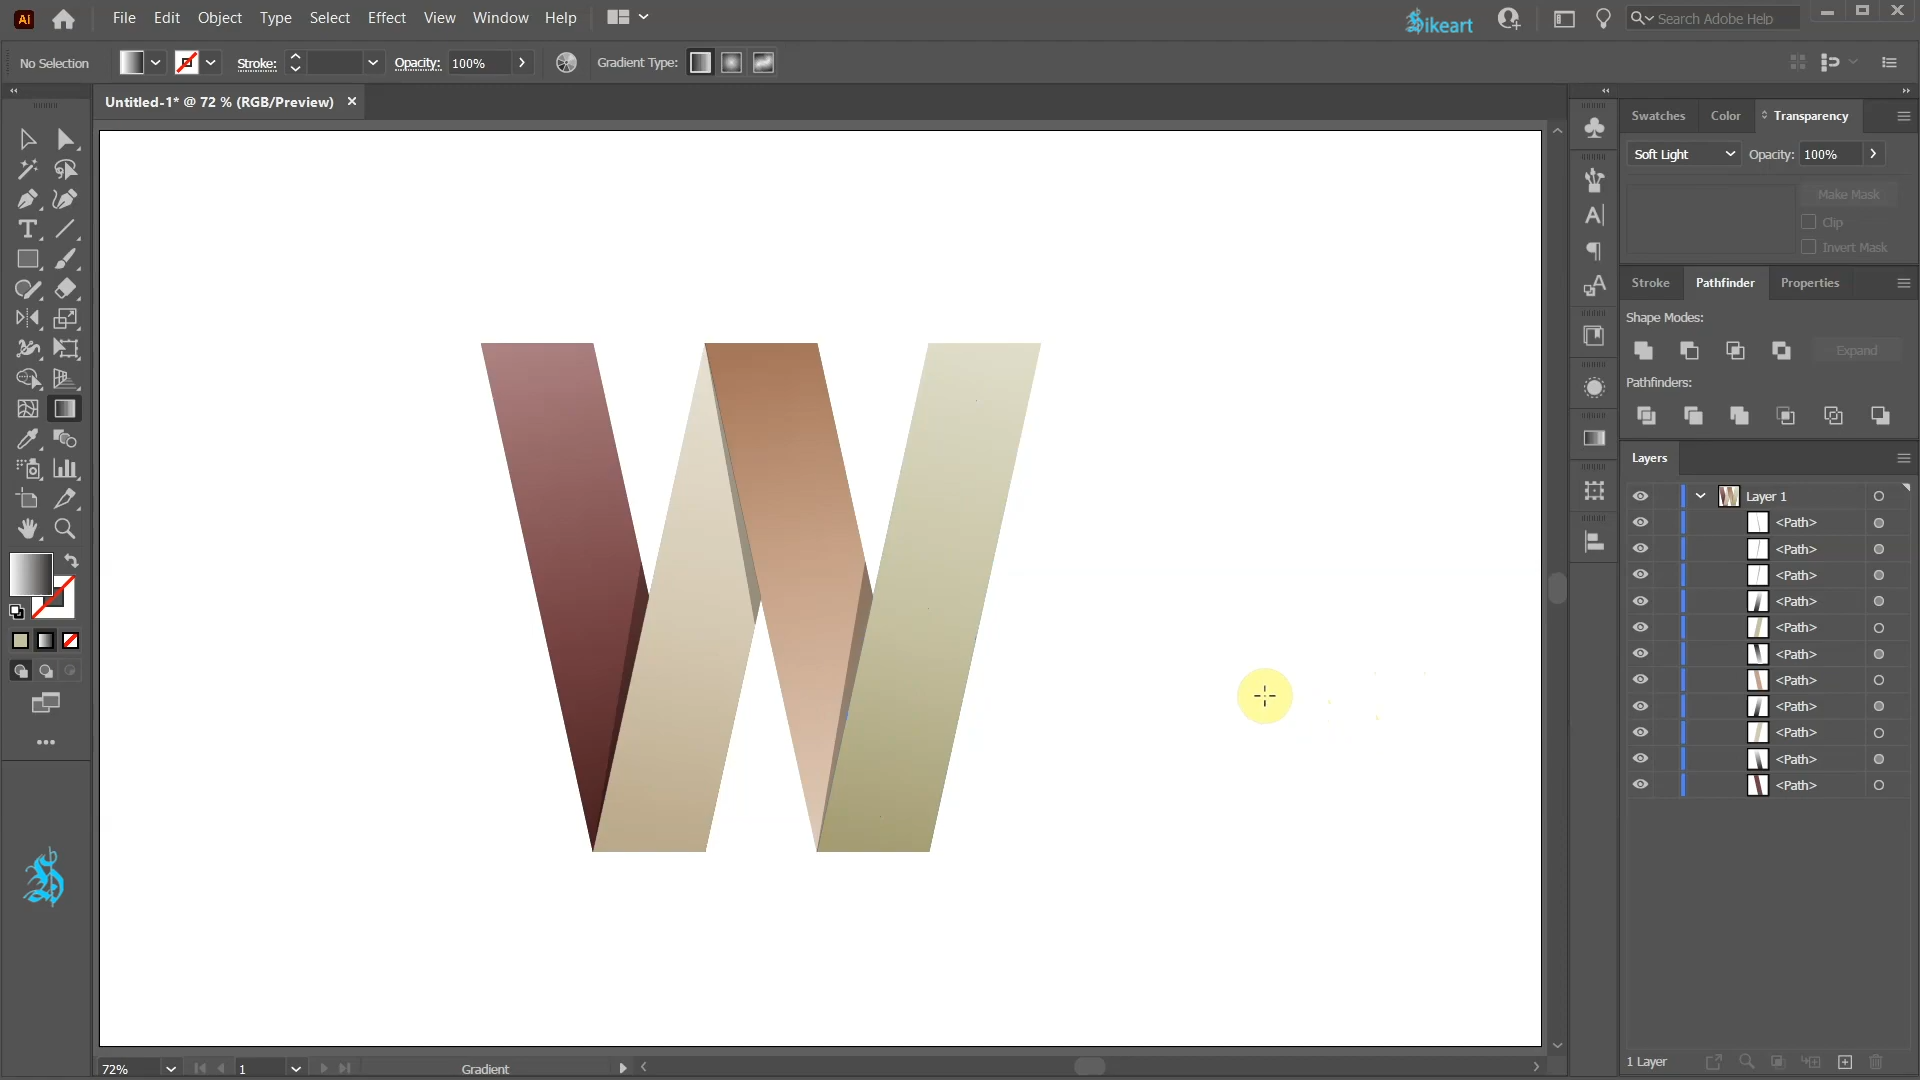 Ai File Edit Object Type Select Effect View Window Help Sikeart Search Adobe Help
No Selection Stroke: Opacity: 100% Gradient Type:
Untitled-1* @ 72 % (RGB/Preview)
Swatches Color Transparency
Soft Light Opacity: 100%
Make Mask
Clip
Invert Mask
Stroke Pathfinder Properties
Shape Modes:
Expand
Pathfinders:
Layers
Layer 1
<Path>
<Path>
<Path>
<Path>
<Path>
<Path>
<Path>
<Path>
<Path>
<Path>
<Path>
W
72% 1 Gradient
1 Layer